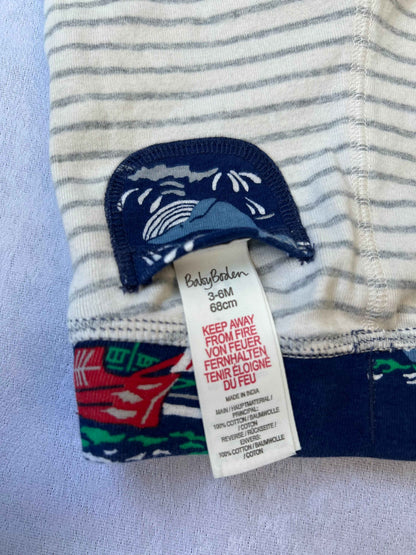 BabyBoden
3-6M
68cm
KEEP AWAY
FROM FIRE
VON FEUER
FERNHALTEN
TENIR ÉLOIGNÉ
DU FEU
MADE IN INDIA
MAIN / HAUPTMATERIAL /
PRINCIPAL:
100% COTTON / BAUMWOLLE
/ COTON
REVERSE / RÜCKSEITE /
ENVERS:
100% COTTON / BAUMWOLLE
/ COTON